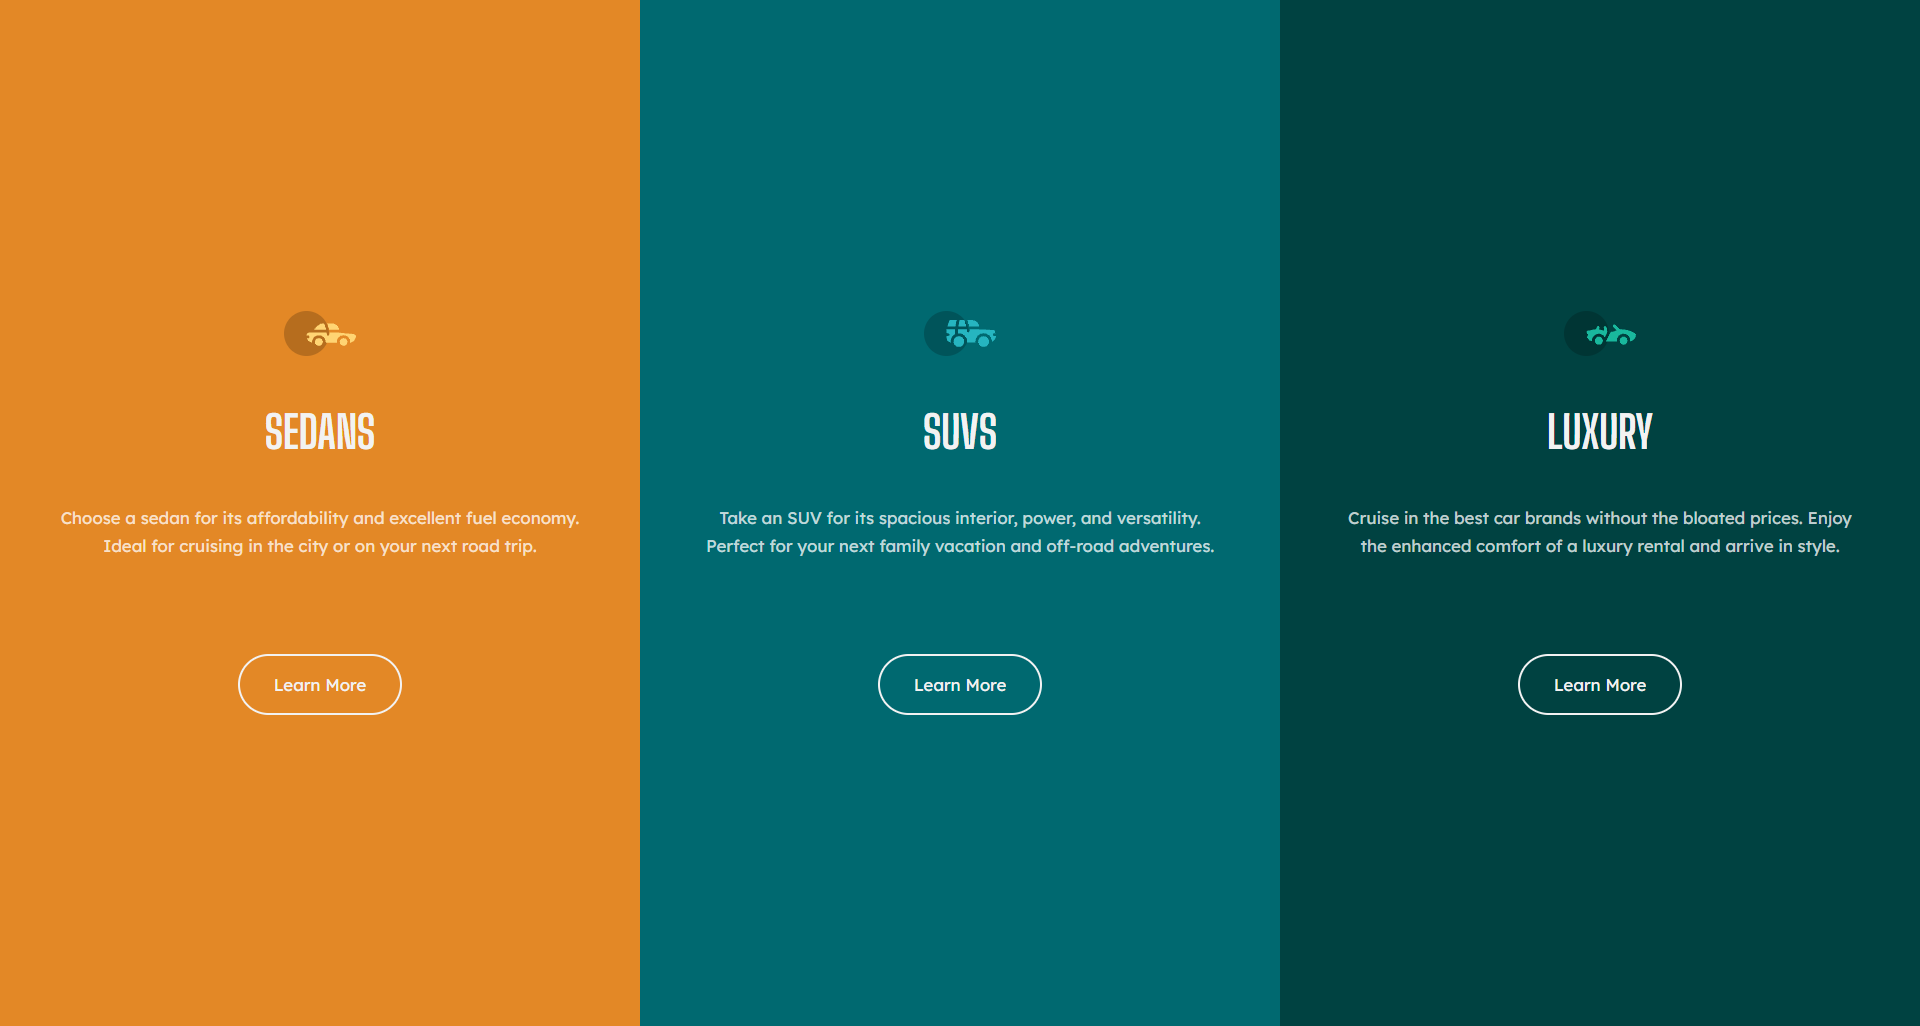 SEDANS
Choose a sedan for its affordability and excellent fuel economy.
Ideal for cruising in the city or on your next road trip.
Learn More
SUVS
Take an SUV for its spacious interior, power, and versatility.
Perfect for your next family vacation and off-road adventures.
Learn More
LUXURY
Cruise in the best car brands without the bloated prices. Enjoy
the enhanced comfort of a luxury rental and arrive in style.
Learn More